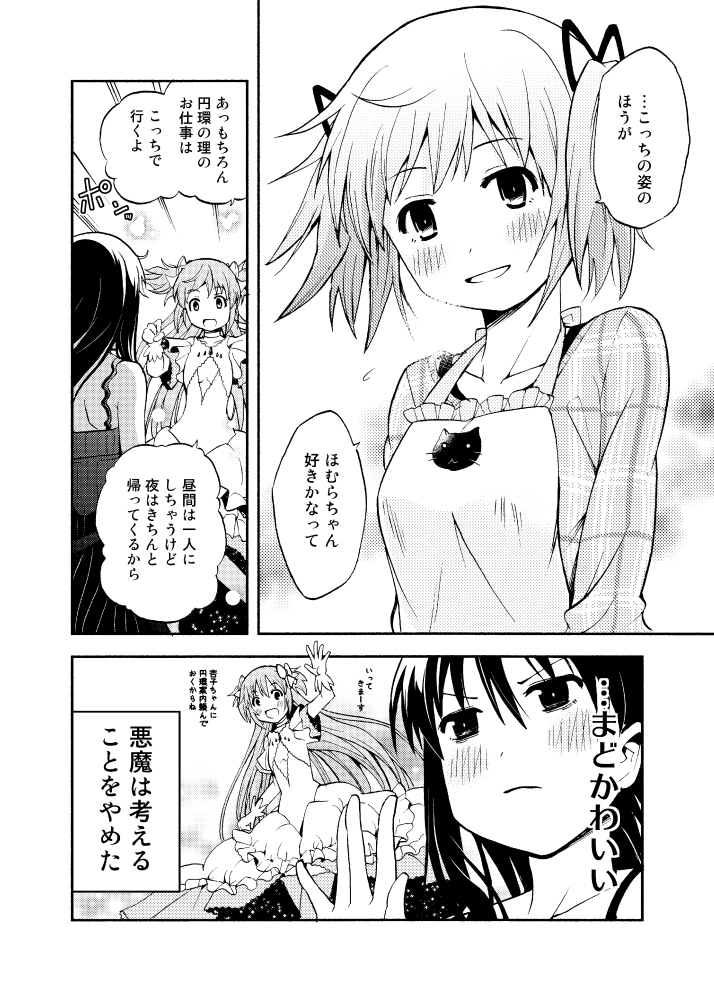 …こっちの姿の
ほうが
ほむらちゃん
好きかなって
あっもちろん
円環の理の
お仕事は
こっちで
行くよ
ポンッ
昼間は一人に
しちゃうけど
夜はきちんと
帰ってくるから
…まどかわいい
いって
きまーす
杏子ちゃんに
円環案内頼んで
おくからね
悪魔は考える
ことをやめた